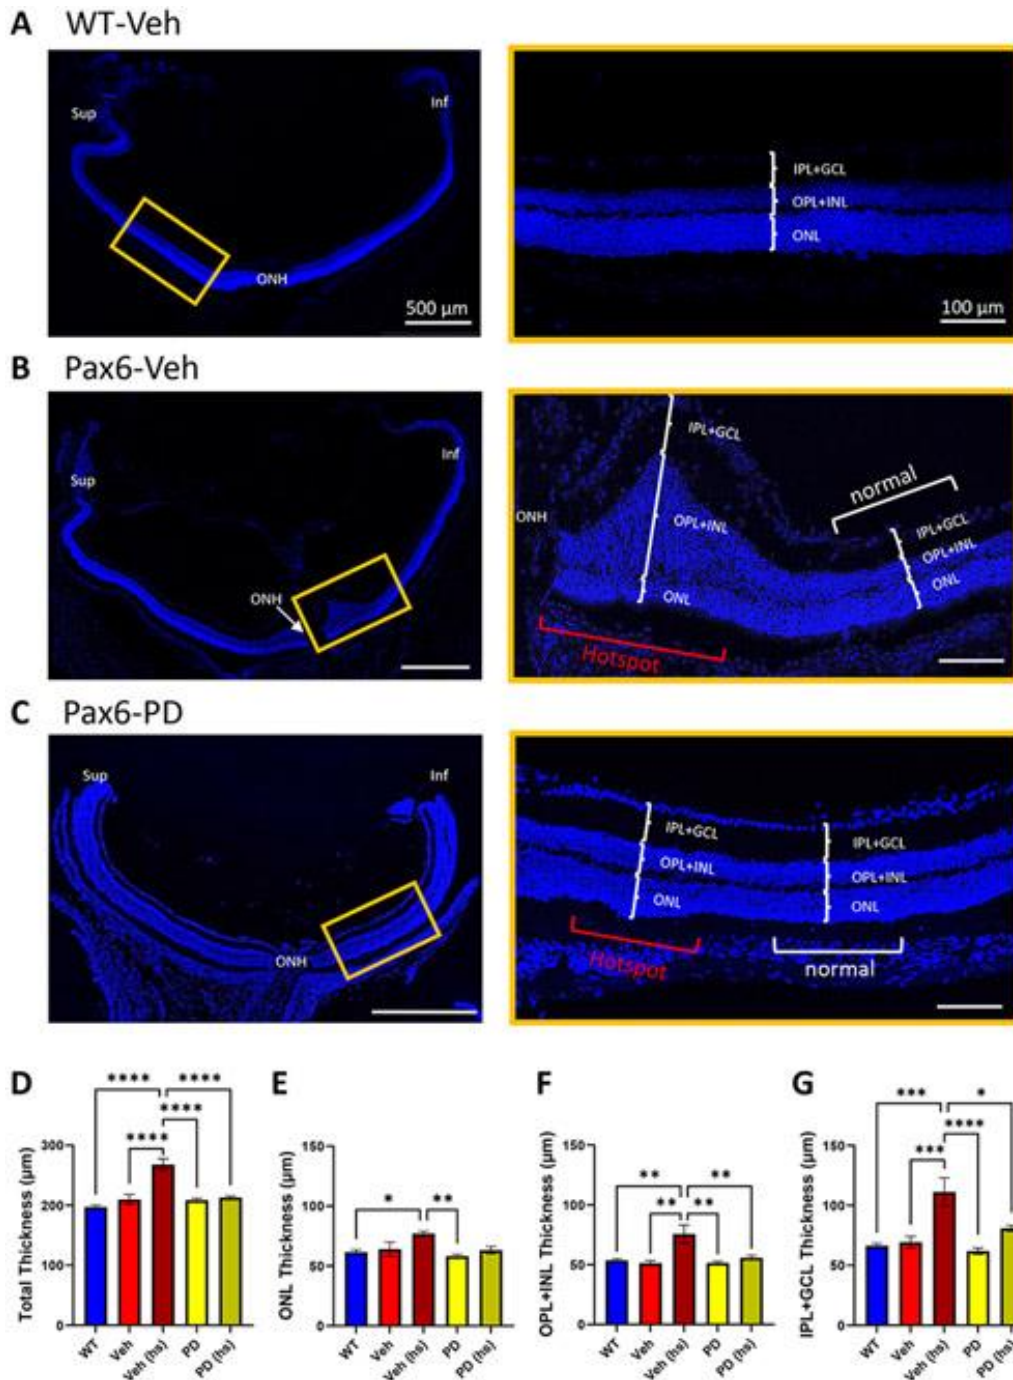 A WT-Veh
Sup
Inf
ONH
500 µm
IPL+GCL
OPL+INL
ONL
100 µm
B Pax6-Veh
Sup
Inf
ONH
IPL+GCL
OPL+INL
ONL
ONH
normal
IPL+GCL
OPL+INL
ONL
Hotspot
C Pax6-PD
Sup
Inf
ONH
IPL+GCL
OPL+INL
ONL
IPL+GCL
OPL+INL
ONL
Hotspot
normal
D
**** ****
****
****
Total Thickness (µm)
300
200
100
0
WT Veh Veh (hs) PD PD (hs)
E
* **
ONL Thickness (µm)
150
100
50
0
WT Veh Veh (hs) PD PD (hs)
F
** **
** **
OPL+INL Thickness (µm)
150
100
50
0
WT Veh Veh (hs) PD PD (hs)
G
*** *
****
***
IPL+GCL Thickness (µm)
150
100
50
0
WT Veh Veh (hs) PD PD (hs)